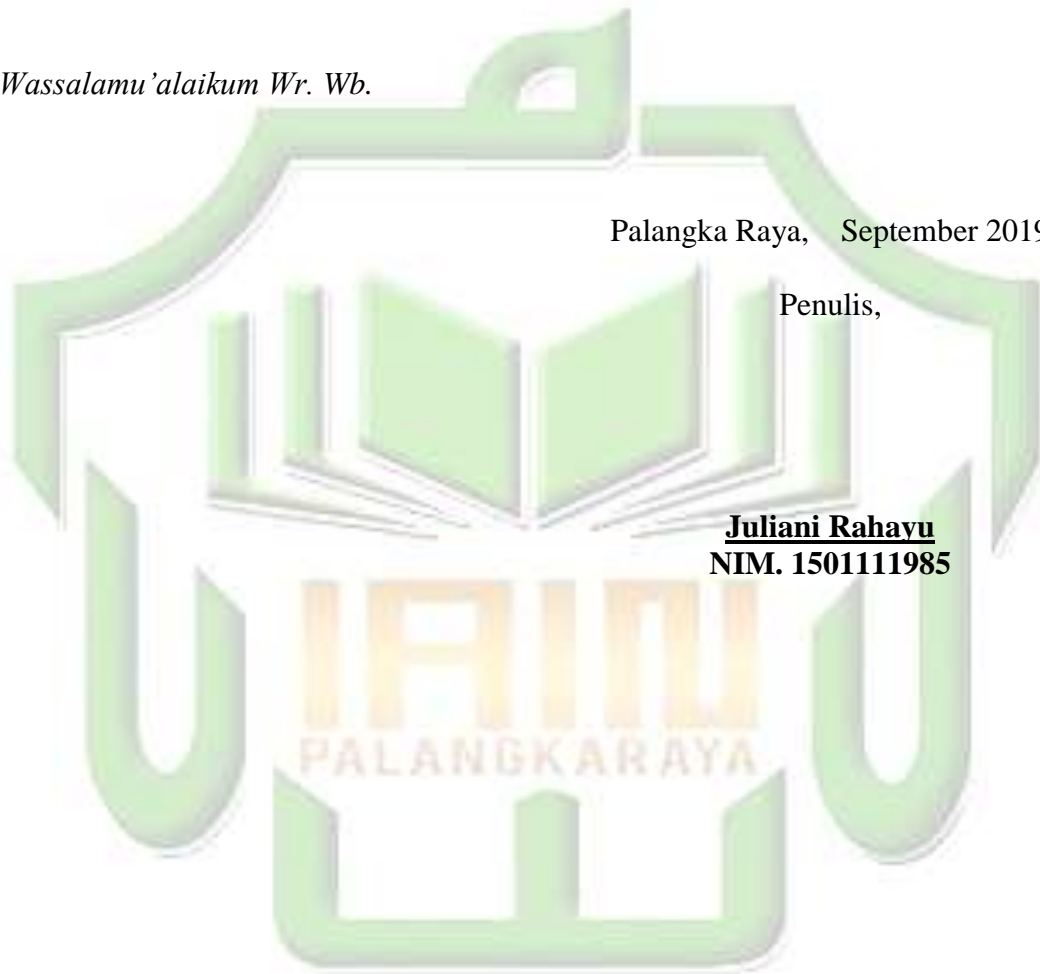 Wassalamu’alaikum Wr. Wb.
Palangka Raya, September 2019
Penulis,
Juliani Rahayu
NIM. 1501111985
IAIN
PALANGKARAYA